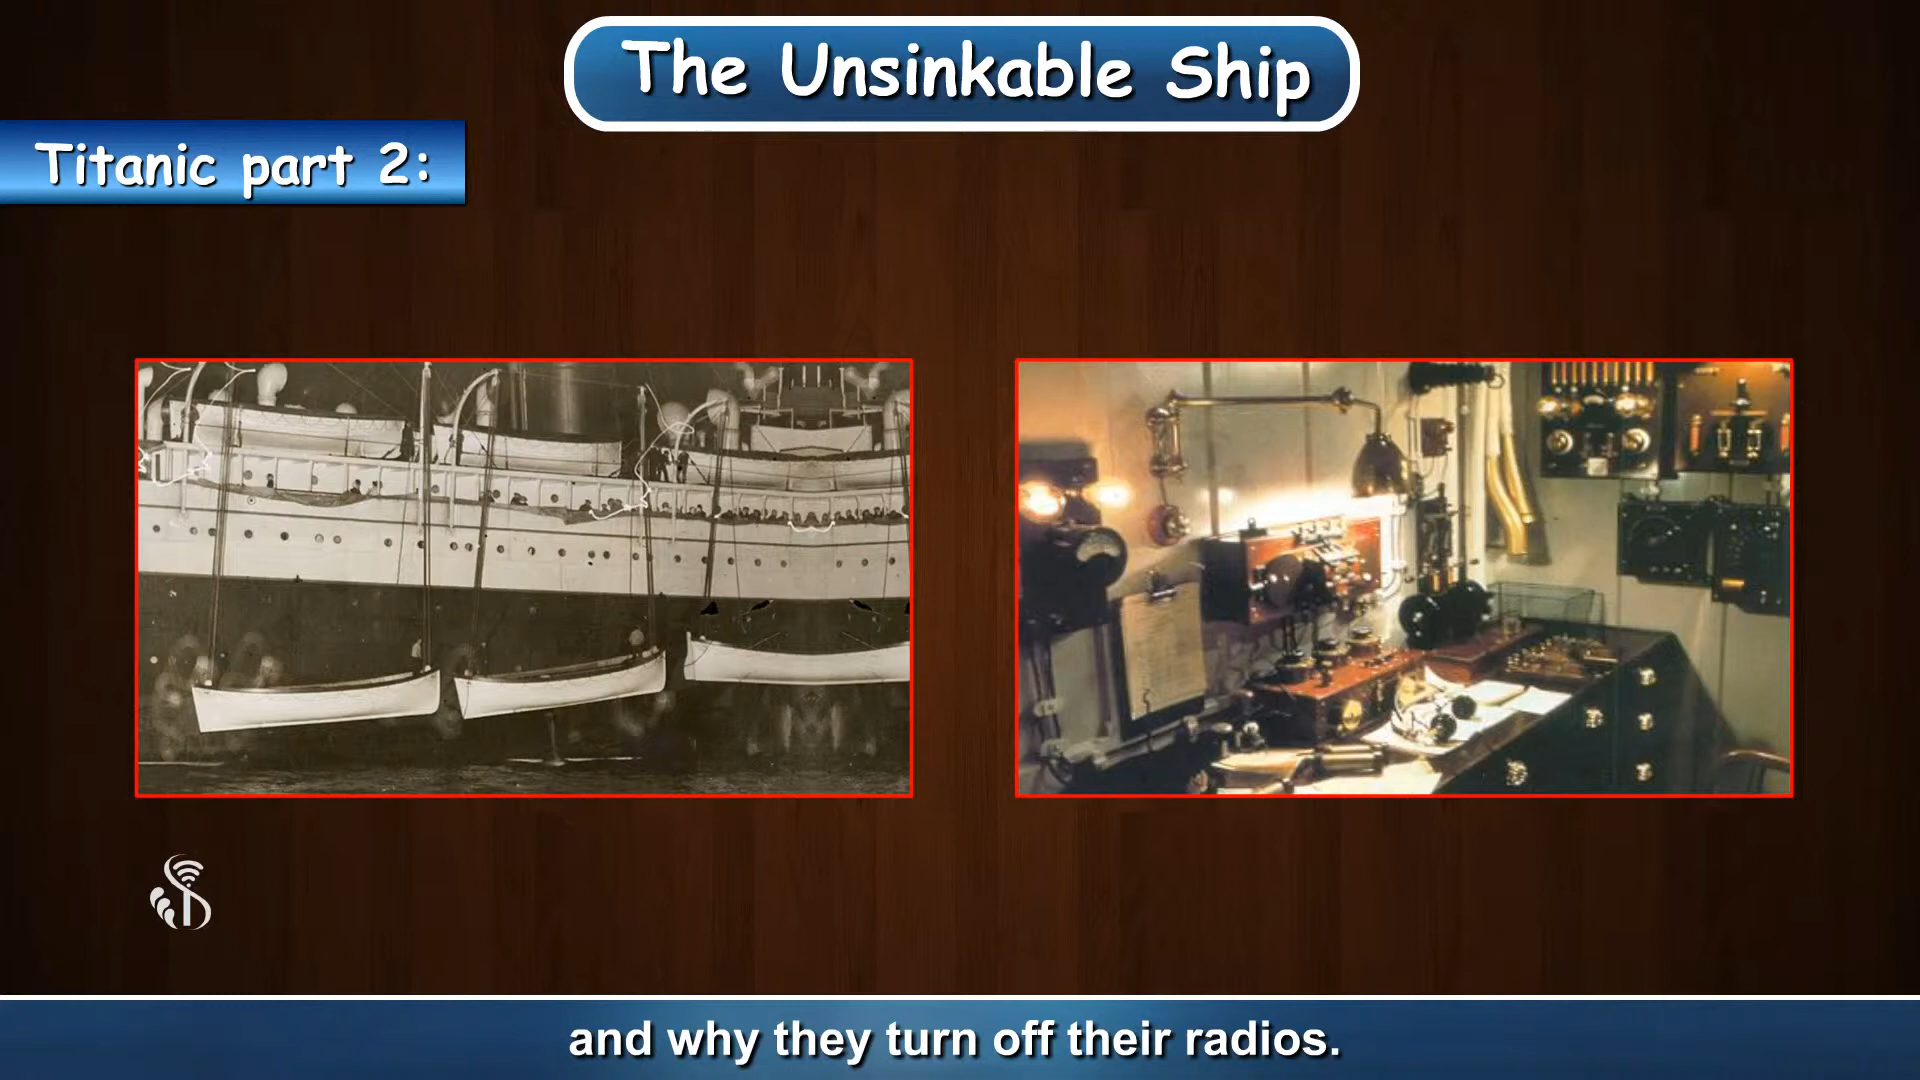 The Unsinkable Ship
Titanic part 2:
and why they turn off their radios.